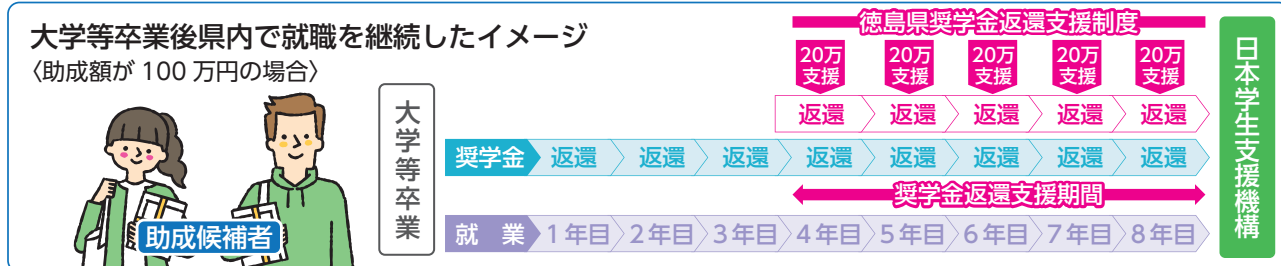 大学等卒業後県内で就職を継続したイメージ
〈助成額が 100 万円の場合〉
助成候補者
大学等卒業
徳島県奨学金返還支援制度
20万支援 20万支援 20万支援 20万支援 20万支援
返還 返還 返還 返還 返還
奨学金 返還 返還 返還 返還 返還 返還 返還 返還
奨学金返還支援期間
就 業 1年目 2年目 3年目 4年目 5年目 6年目 7年目 8年目
日本学生支援機構